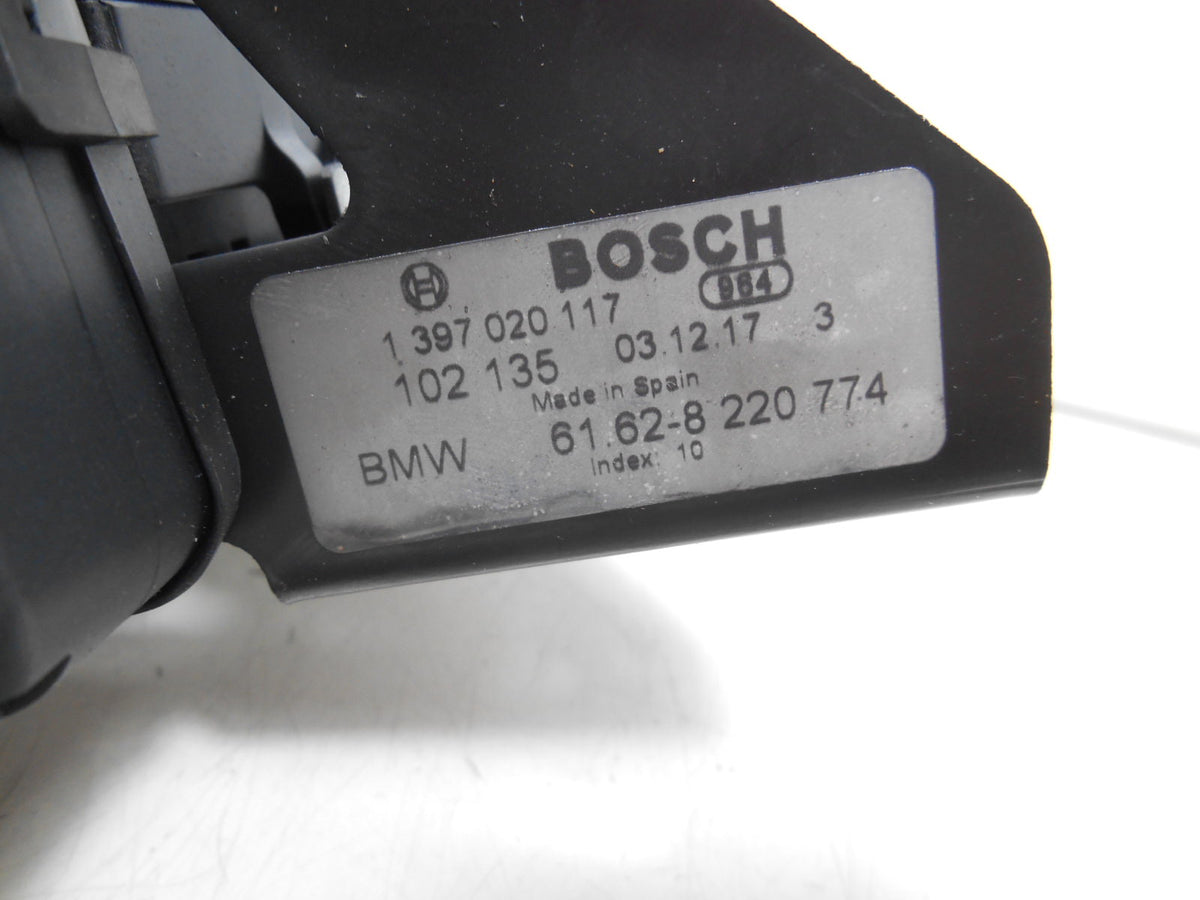 BOSCH
964
1 397 020 117
102 135 03.12.17 3
Made in Spain
BMW 61.62-8 220 774
Index: 10